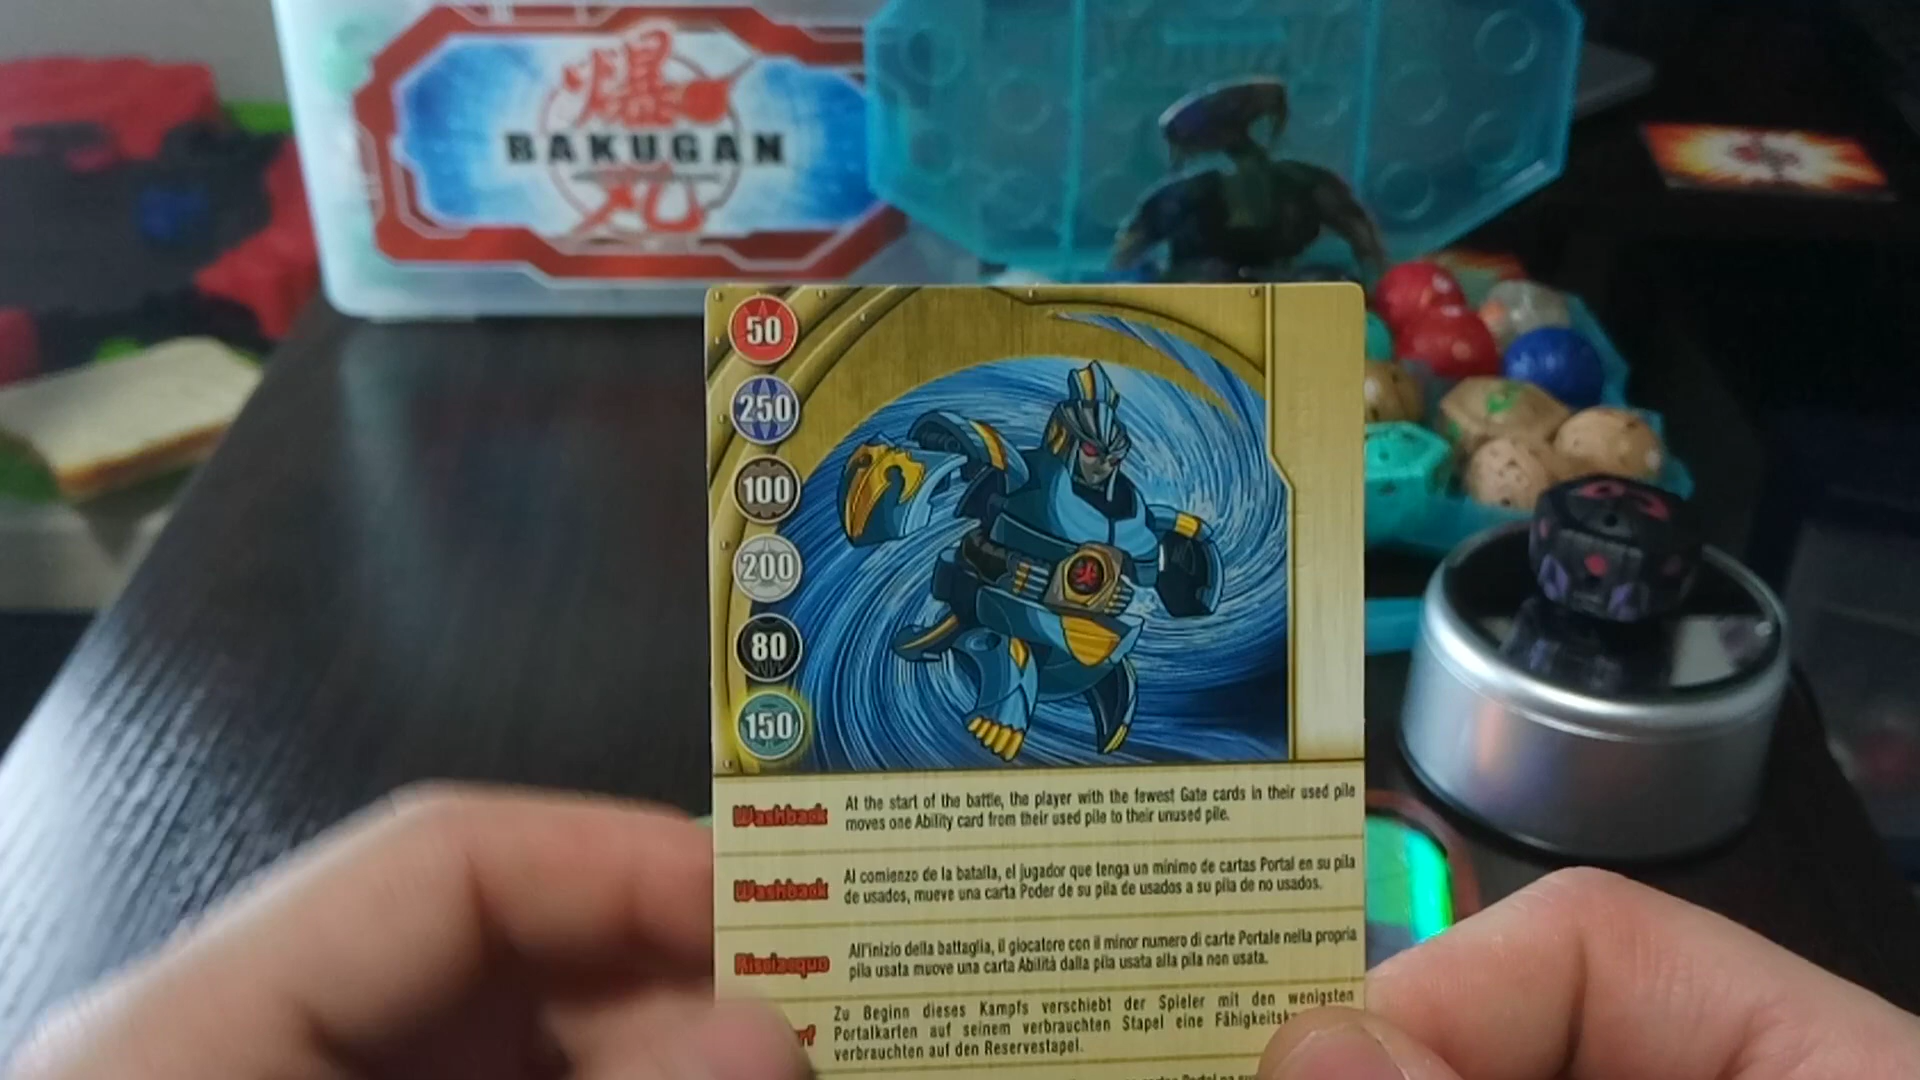 爆
BAKUGAN
丸
50
250
100
200
80
150
Washback
At the start of the battle, the player with the fewest Gate cards in their used pile
moves one Ability card from their used pile to their unused pile.
Washback
Al comienzo de la batalla, el jugador que tenga un mínimo de cartas Portal en su pila
de usados, mueve una carta Poder de su pila de usados a su pila de no usados.
Risciacquo
All'inizio della battaglia, il giocatore con il minor numero di carte Portale nella propria
pila usata muove una carta Abilità dalla pila usata alla pila non usata.
Zu Beginn dieses Kampfs verschiebt der Spieler mit den wenigsten
Portalkarten auf seinem verbrauchten Stapel eine
verbrauchten auf den Reservestapel.